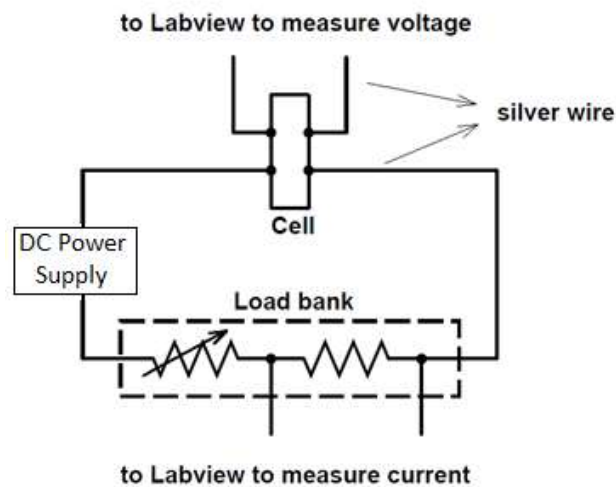 to Labview to measure voltage
silver wire
Cell
DC Power
Supply
Load bank
to Labview to measure current